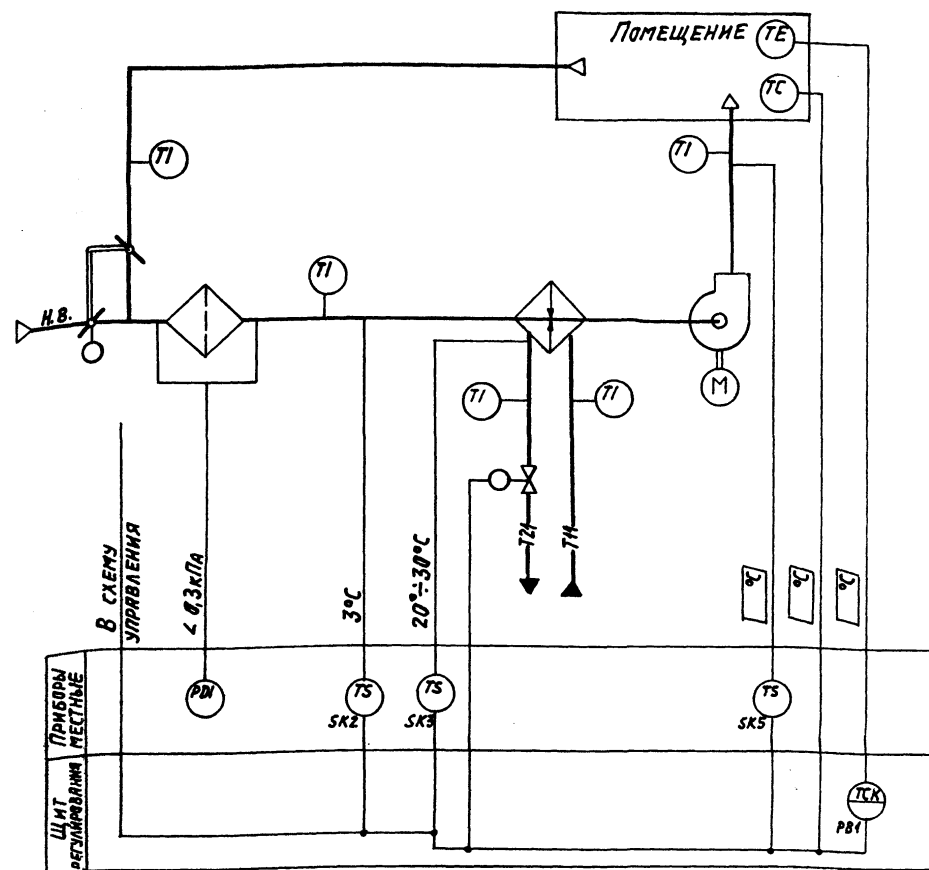 ПОМЕЩЕНИЕ
TE
TC
TI
TI
TI
Н.В.
M
TI
TI
T21
T11
В СХЕМУ
УПРАВЛЕНИЯ
< 0,3кПа
3°С
20°÷30°С
°С
°С
°С
ПРИБОРЫ
МЕСТНЫЕ
PDI
TS
SK2
TS
SK3
TS
SK5
ЩИТ
РЕГУЛИРОВАНИЯ
TCK
PB1